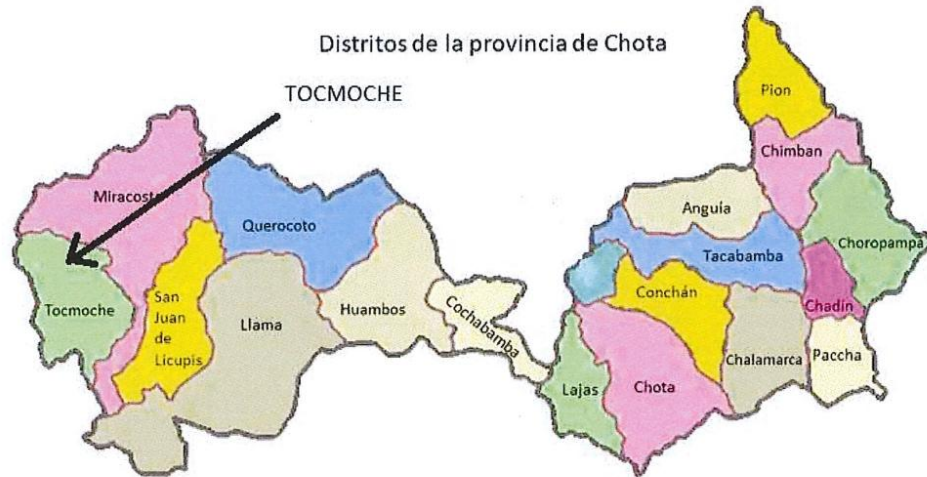 Distritos de la provincia de Chota
TOCMOCHE
Pion
Chimban
Miracosta
Anguía
Querocoto
Choropampa
Tacabamba
San
Juan
de
Licupis
Tocmoche
Conchán
Chadín
Llama
Huambos
Cochabamba
Chalamarca
Paccha
Lajas
Chota